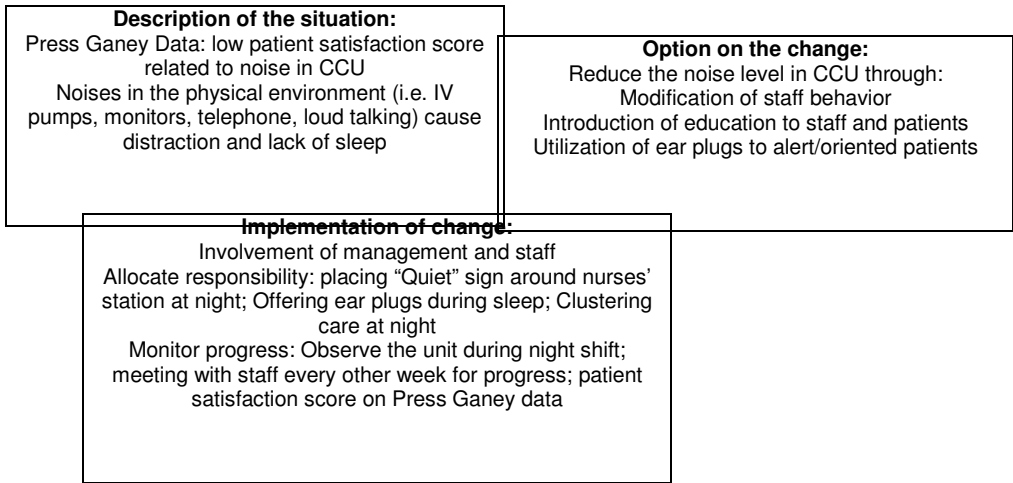 Description of the situation:
Press Ganey Data: low patient satisfaction score
related to noise in CCU
Noises in the physical environment (i.e. IV
pumps, monitors, telephone, loud talking) cause
distraction and lack of sleep
Option on the change:
Reduce the noise level in CCU through:
Modification of staff behavior
Introduction of education to staff and patients
Utilization of ear plugs to alert/oriented patients
Implementation of change:
Involvement of management and staff
Allocate responsibility: placing “Quiet” sign around nurses’
station at night; Offering ear plugs during sleep; Clustering
care at night
Monitor progress: Observe the unit during night shift;
meeting with staff every other week for progress; patient
satisfaction score on Press Ganey data